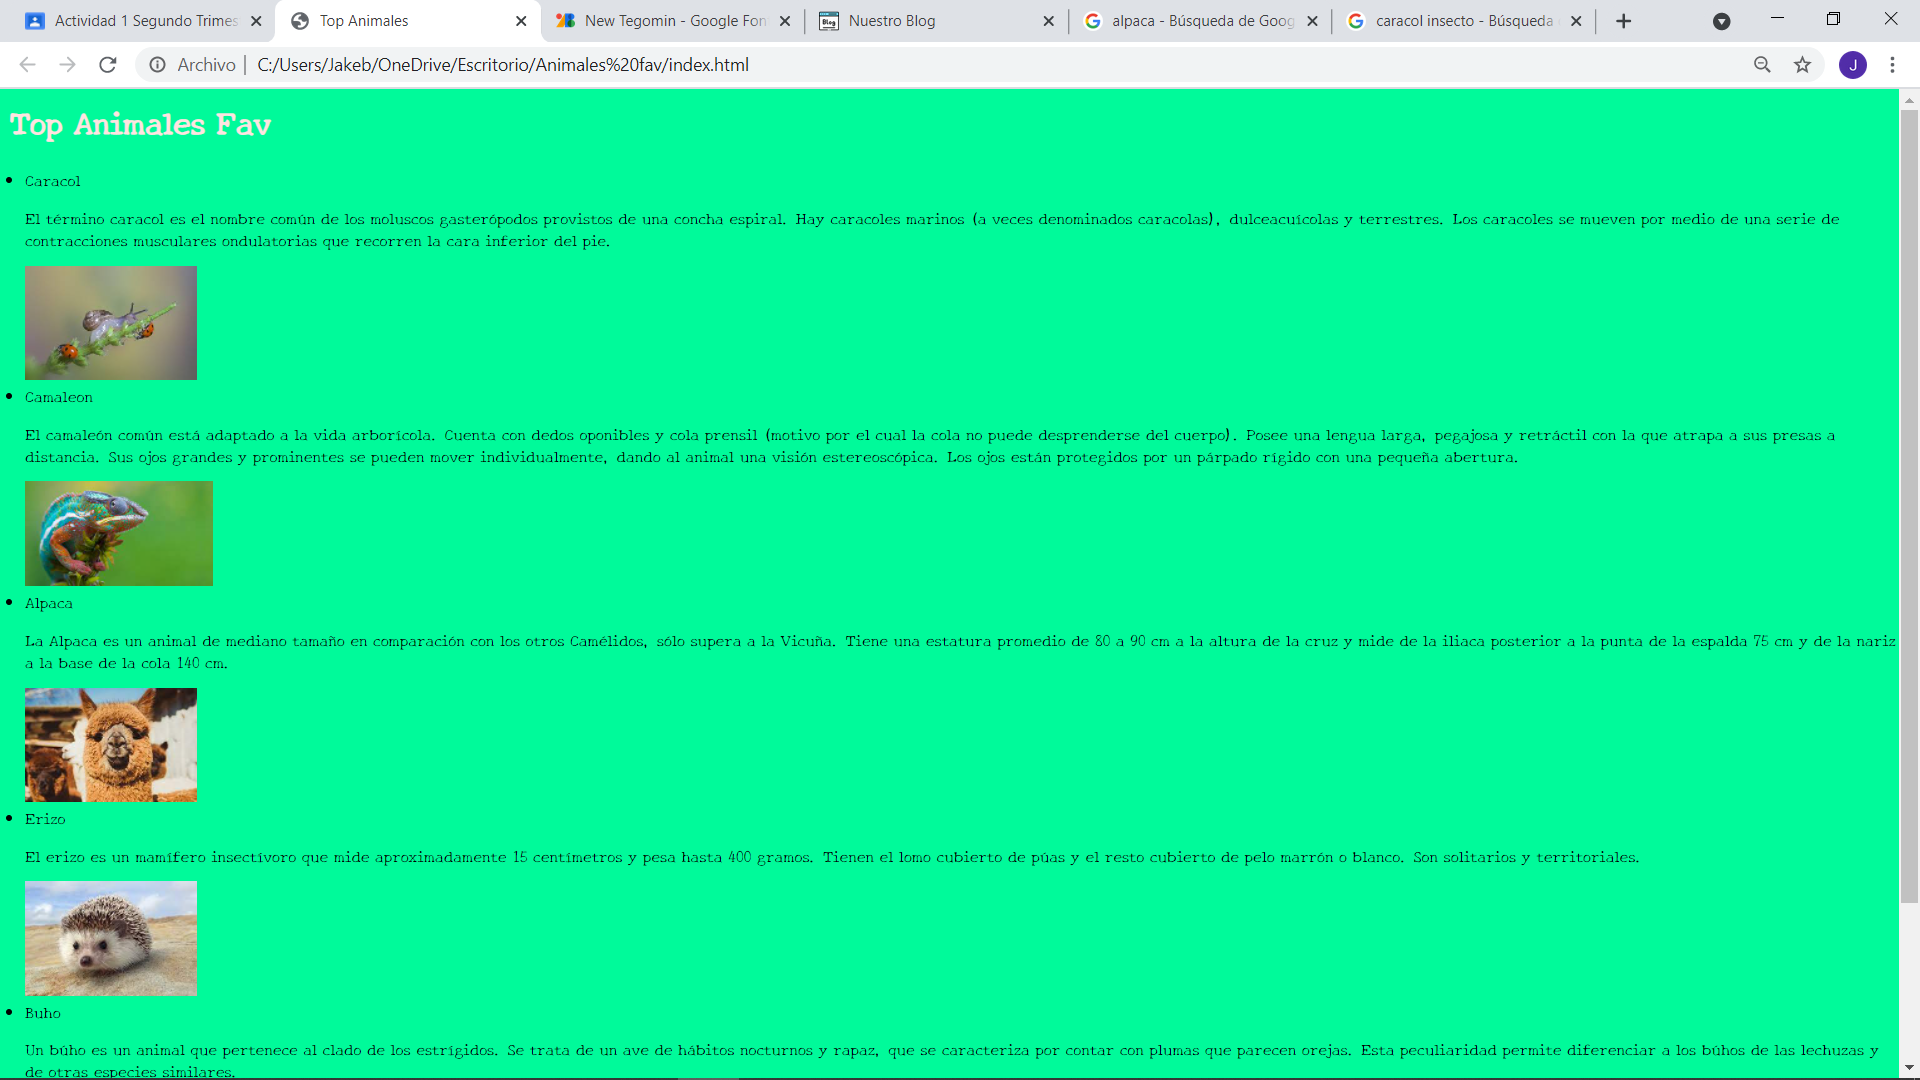 Actividad 1 Segundo Trimes
Top Animales
New Tegomin - Google Fon
Nuestro Blog
alpaca - Búsqueda de Goog
caracol insecto - Búsqueda
Archivo | C:/Users/Jakeb/OneDrive/Escritorio/Animales%20fav/index.html
J
Top Animales Fav
• Caracol
El término caracol es el nombre común de los moluscos gasterópodos provistos de una concha espiral. Hay caracoles marinos (a veces denominados caracolas), dulceacuícolas y terrestres. Los caracoles se mueven por medio de una serie de
contracciones musculares ondulatorias que recorren la cara inferior del pie.
• Camaleon
El camaleón común está adaptado a la vida arborícola. Cuenta con dedos oponibles y cola prensil (motivo por el cual la cola no puede desprenderse del cuerpo). Posee una lengua larga, pegajosa y retráctil con la que atrapa a sus presas a
distancia. Sus ojos grandes y prominentes se pueden mover individualmente, dando al animal una visión estereoscópica. Los ojos están protegidos por un párpado rígido con una pequeña abertura.
• Alpaca
La Alpaca es un animal de mediano tamaño en comparación con los otros Camélidos, sólo supera a la Vicuña. Tiene una estatura promedio de 80 a 90 cm a la altura de la cruz y mide de la iliaca posterior a la punta de la espalda 75 cm y de la nariz
a la base de la cola 140 cm.
• Erizo
El erizo es un mamífero insectívoro que mide aproximadamente 15 centímetros y pesa hasta 400 gramos. Tienen el lomo cubierto de púas y el resto cubierto de pelo marrón o blanco. Son solitarios y territoriales.
• Buho
Un búho es un animal que pertenece al clado de los estrígidos. Se trata de un ave de hábitos nocturnos y rapaz, que se caracteriza por contar con plumas que parecen orejas. Esta peculiaridad permite diferenciar a los búhos de las lechuzas y
de otras especies similares.